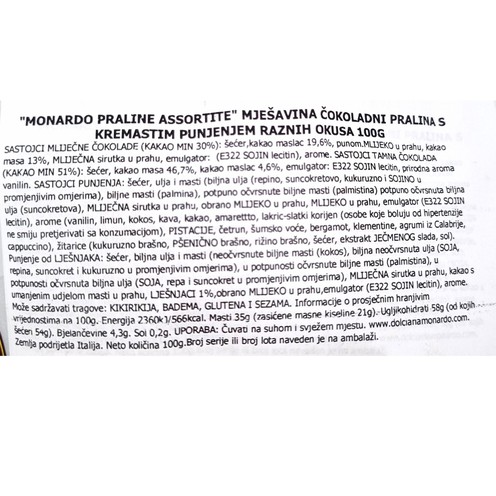 "MONARDO PRALINE ASSORTITE" MJEŠAVINA ČOKOLADNI PRALINA S
KREMASTIM PUNJENJEM RAZNIH OKUSA 100G
SASTOJCI MLIJEČNE ČOKOLADE (KAKAO MIN 30%): šećer,kakao maslac 19,6%, punom.MLIJEKO u prahu, kakao
masa 13%, MLIJEČNA sirutka u prahu, emulgator: (E322 SOJIN lecitin), arome. SASTOJCI TAMNA ČOKOLADA
(KAKAO MIN 51%): šećer, kakao masa 46,7%, kakao maslac 4,6%, emulgator: E322 SOJIN lecitin, prirodna aroma
vanilin. SASTOJCI PUNJENJA: šećer, ulja i masti (biljna ulja (repino, suncokretovo, kukuruzno i SOJINO u
promjenjivim omjerima), biljne masti (palmino), potpuno očvrsnute biljne masti (palmistina) potpuno očvrsnuta biljna
ulja (suncokretova), MLIJEČNA sirutka u prahu, obrano MLIJEKO u prahu, MLIJEKO u prahu, emulgator (E322 SOJIN
lecitin), arome (vanilin, limun, kokos, kava, kakao, amarettto, lakric-slatki korijen (osobe koje boluju od hipertenzije
ne smiju pretjerivati sa konzumacijom), PISTACIJE, četrun, šumsko voće, bergamot, klementine, agrumi iz Calabrije,
cappuccino), žitarice (kukuruzno brašno, PŠENIČNO brašno, rižino brašno, šećer, ekstrakt JEČMENOG slada, sol).
Punjenje od LJEŠNJAKA: šećer, biljna ulja i masti (neočvrsnute biljne masti (kokos), biljna neočvrsnuta ulja (SOJA,
repina, suncokret i kukuruzno u promjenjivim omjerima), u potpunosti očvrsnute biljne masti (palmistina), u
potpunosti očvrsnuta biljna ulja (SOJA, repa i suncokret u promjenjivim omjerima), MLIJEČNA sirutka u prahu, kakao s
umanjenim udjelom masti u prahu, LJEŠNJACI 1%,obrano MLIJEKO u prahu,emulgator (E322 SOJIN lecitin), arome.
Može sadržavati tragove: KIKIRIKIJA, BADEMA, GLUTENA I SEZAMA. Informacije o prosječnim hranjivim
vrijednostima na 100g. Energija 2360kJ/566kcal. Masti 35g (zasićene masne kiseline 21g). Ugljikohidrati 58g (od kojih
šećeri 54g). Bjelančevine 4,3g. Soi 0,2g. UPORABA: Čuvati na suhom i svježem mjestu. www.dolcianamonardo.com.
Zemlja podrijetla Italija. Neto količina 100g.Broj serije ili broj lota naveden je na ambalaži.